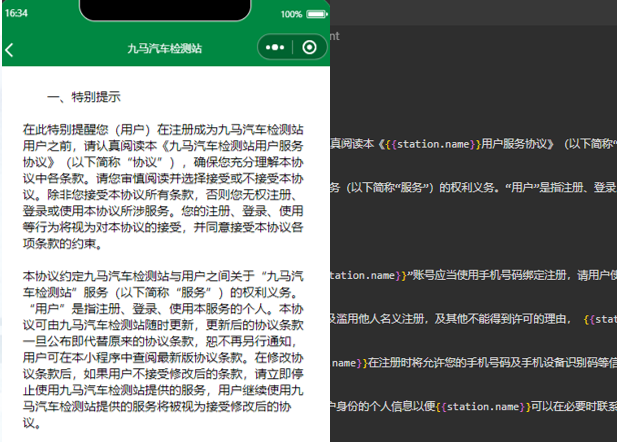 16:34
100%
九马汽车检测站
一、特别提示
在此特别提醒您（用户）在注册成为九马汽车检测站
用户之前，请认真阅读本《九马汽车检测站用户服务
协议》（以下简称“协议”），确保您充分理解本协议
中各条款。请您审慎阅读并选择接受或不接受本协
议。除非您接受本协议所有条款，否则您无权注册、
登录或使用本协议所涉服务。您的注册、登录、使用
等行为将视为对本协议的接受，并同意接受本协议各
项条款的约束。
本协议约定九马汽车检测站与用户之间关于“九马汽
车检测站”服务（以下简称“服务”）的权利义务。
“用户”是指注册、登录、使用本服务的个人。本协
议可由九马汽车检测站随时更新，更新后的协议条款
一旦公布即代替原来的协议条款，恕不再另行通知，
用户可在本小程序中查阅最新版协议条款。在修改协
议条款后，如果用户不接受修改后的条款，请立即停
止使用九马汽车检测站提供的服务，用户继续使用九
马汽车检测站提供的服务将被视为接受修改后的协
议。
nt
真阅读本《{{station.name}}用户服务协议》（以下简称“
务（以下简称“服务”）的权利义务。“用户”是指注册、登录、
tation.name}}”账号应当使用手机号码绑定注册，请用户使
及滥用他人名义注册，及其他不能得到许可的理由， {{stat
name}}在注册时将允许您的手机号码及手机设备识别码等信
户身份的个人信息以便{{station.name}}可以在必要时联系